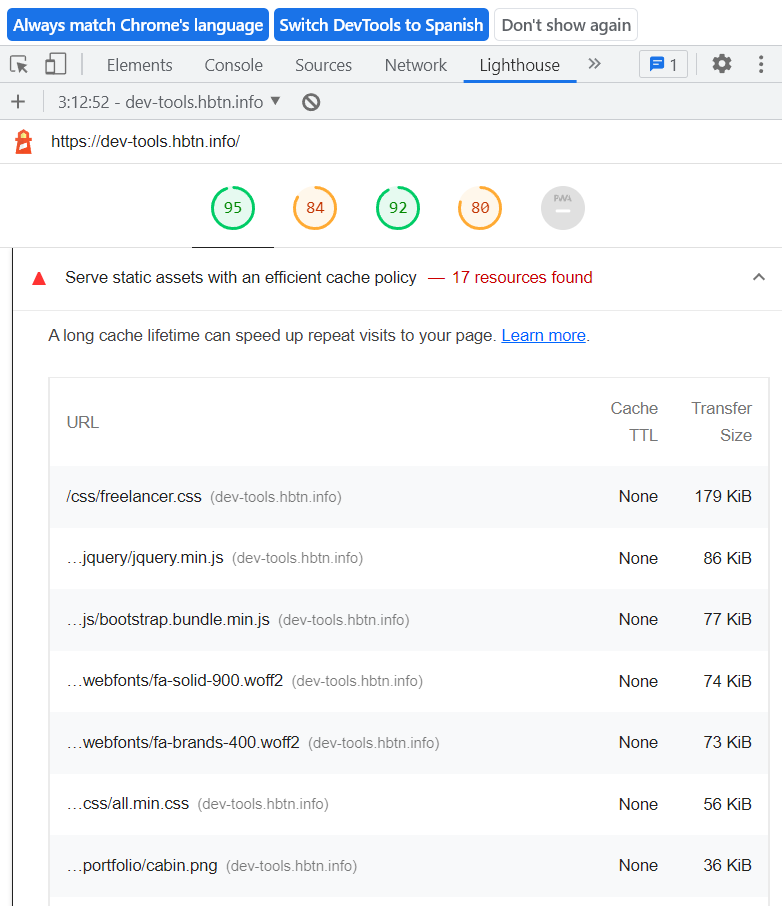 Always match Chrome's language Switch DevTools to Spanish Don't show again
Elements Console Sources Network Lighthouse 1
3:12:52 - dev-tools.hbtn.info
https://dev-tools.hbtn.info/
95 84 92 80 PWA
Serve static assets with an efficient cache policy — 17 resources found
A long cache lifetime can speed up repeat visits to your page. Learn more.
URL Cache TTL Transfer Size
/css/freelancer.css (dev-tools.hbtn.info) None 179 KiB
…jquery/jquery.min.js (dev-tools.hbtn.info) None 86 KiB
…js/bootstrap.bundle.min.js (dev-tools.hbtn.info) None 77 KiB
…webfonts/fa-solid-900.woff2 (dev-tools.hbtn.info) None 74 KiB
…webfonts/fa-brands-400.woff2 (dev-tools.hbtn.info) None 73 KiB
…css/all.min.css (dev-tools.hbtn.info) None 56 KiB
…portfolio/cabin.png (dev-tools.hbtn.info) None 36 KiB